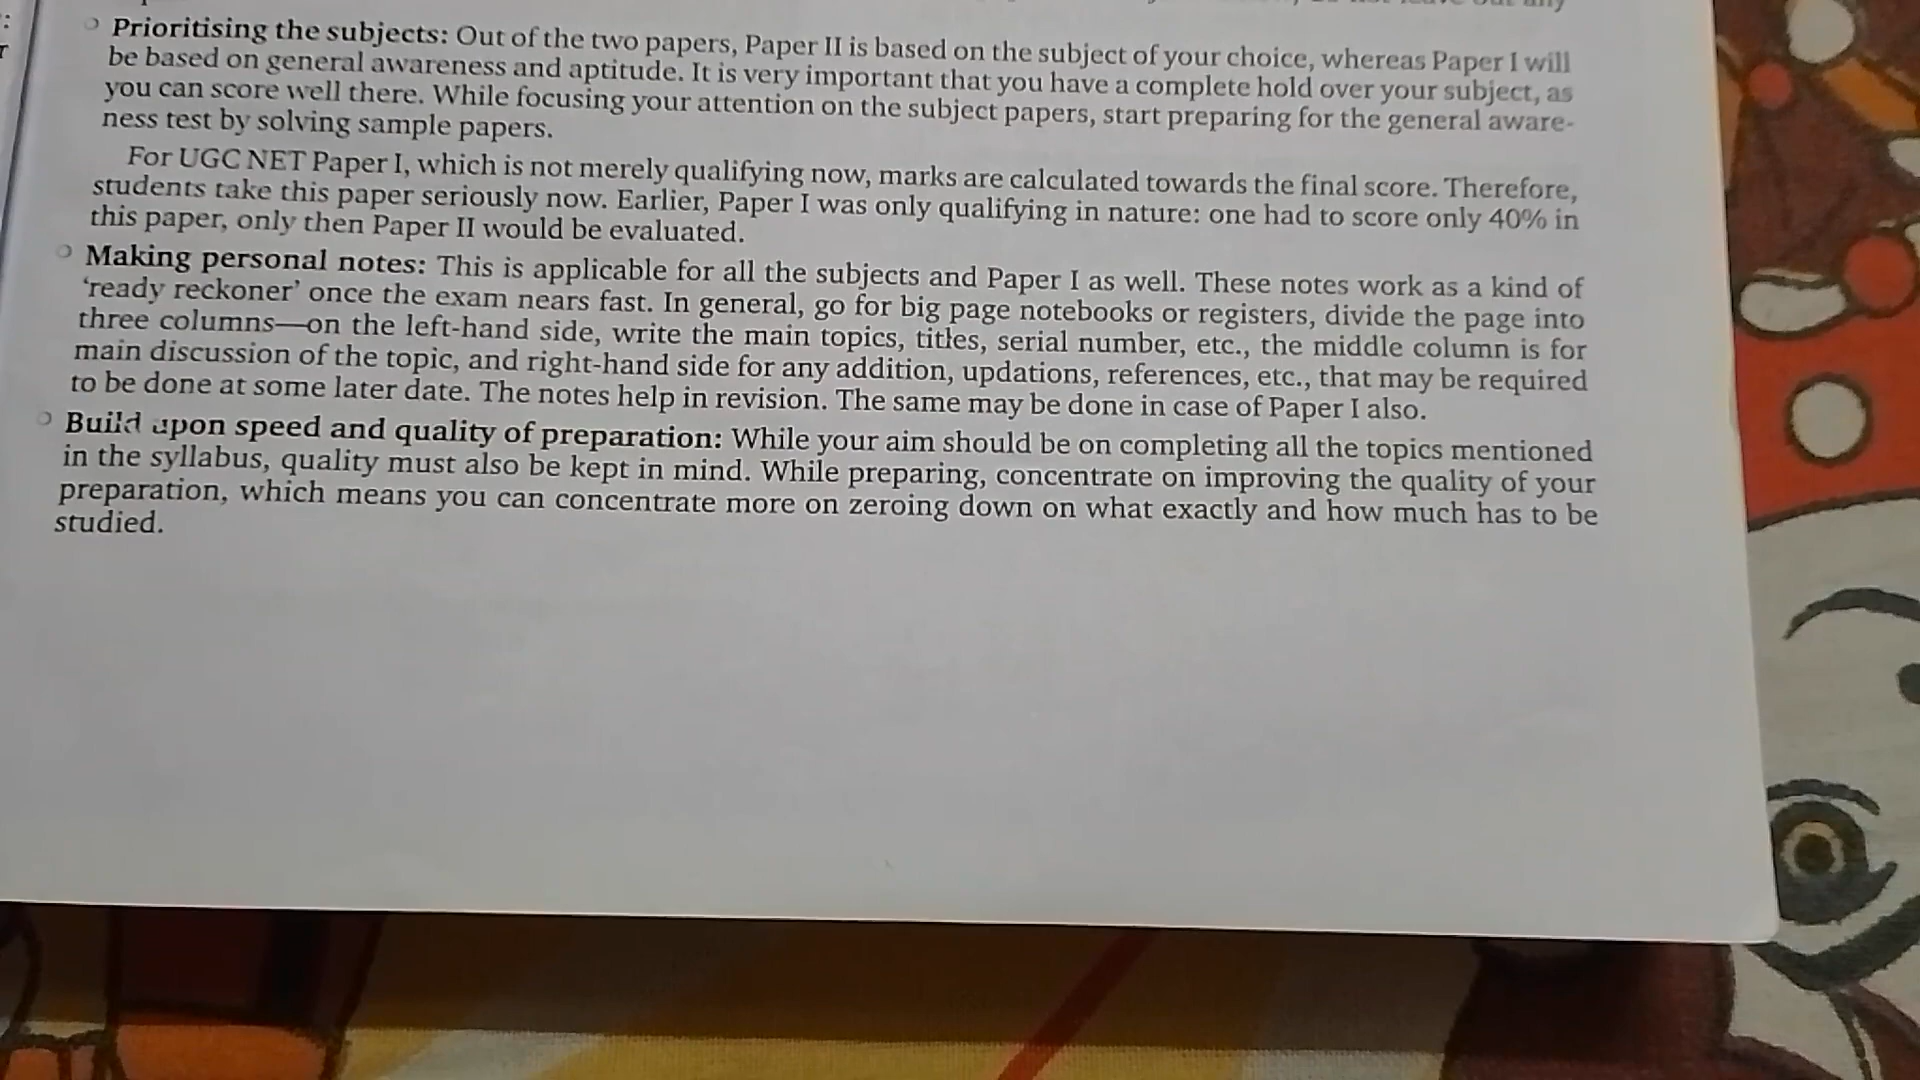 any
Prioritising the subjects: Out of the two papers, Paper II is based on the subject of your choice, whereas Paper I will
be based on general awareness and aptitude. It is very important that you have a complete hold over your subject, as
you can score well there. While focusing your attention on the subject papers, start preparing for the general aware-
ness test by solving sample papers.
For UGC NET Paper I, which is not merely qualifying now, marks are calculated towards the final score. Therefore,
students take this paper seriously now. Earlier, Paper I was only qualifying in nature: one had to score only 40% in
this paper, only then Paper II would be evaluated.
Making personal notes: This is applicable for all the subjects and Paper I as well. These notes work as a kind of
‘ready reckoner’ once the exam nears fast. In general, go for big page notebooks or registers, divide the page into
three columns—on the left-hand side, write the main topics, titles, serial number, etc., the middle column is for
main discussion of the topic, and right-hand side for any addition, updations, references, etc., that may be required
to be done at some later date. The notes help in revision. The same may be done in case of Paper I also.
Build upon speed and quality of preparation: While your aim should be on completing all the topics mentioned
in the syllabus, quality must also be kept in mind. While preparing, concentrate on improving the quality of your
preparation, which means you can concentrate more on zeroing down on what exactly and how much has to be
studied.